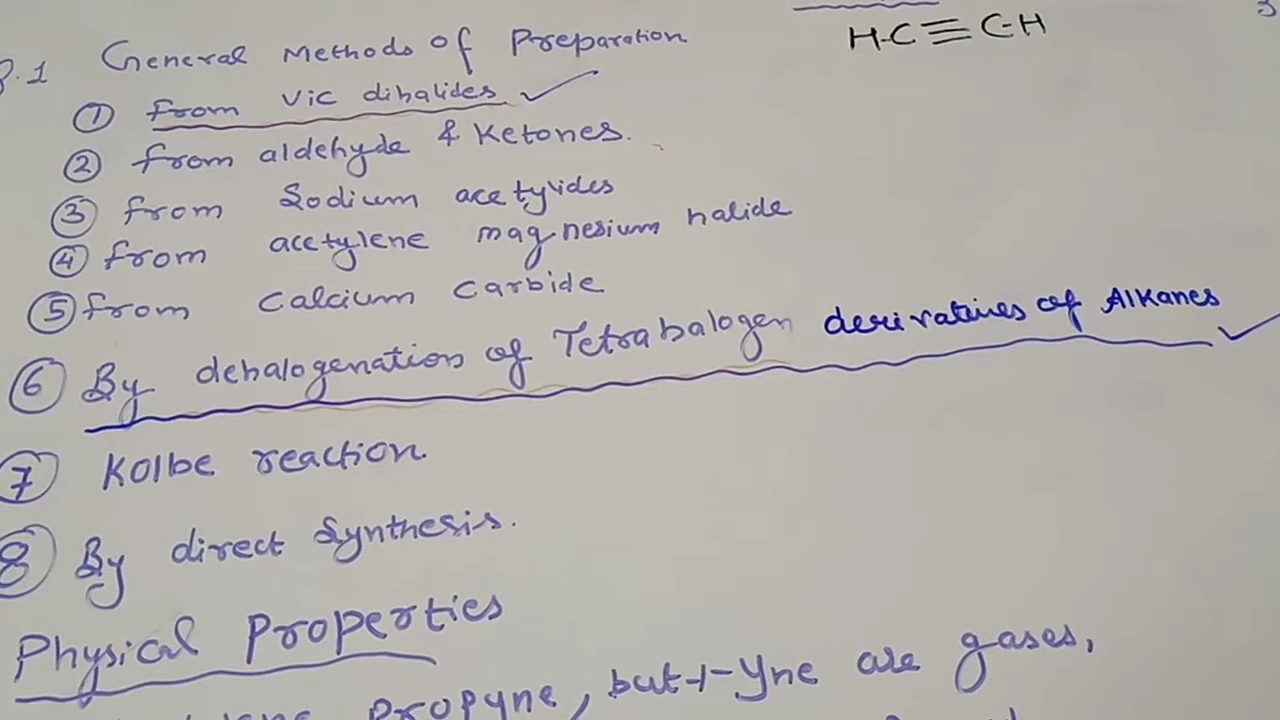 H-C≡C-H
8.1 General Methods of Preparation
① from vic dihalides ✓
② from aldehyde & Ketones.
③ from Sodium acetylides
④ from acetylene magnesium halide
⑤ from Calcium Carbide
⑥ By dehalogenation of Tetrahalogen derivatives of Alkanes ✓
⑦ Kolbe reaction
⑧ By direct Synthesis.
Physical Properties
propyne, but-1-yne are gases,